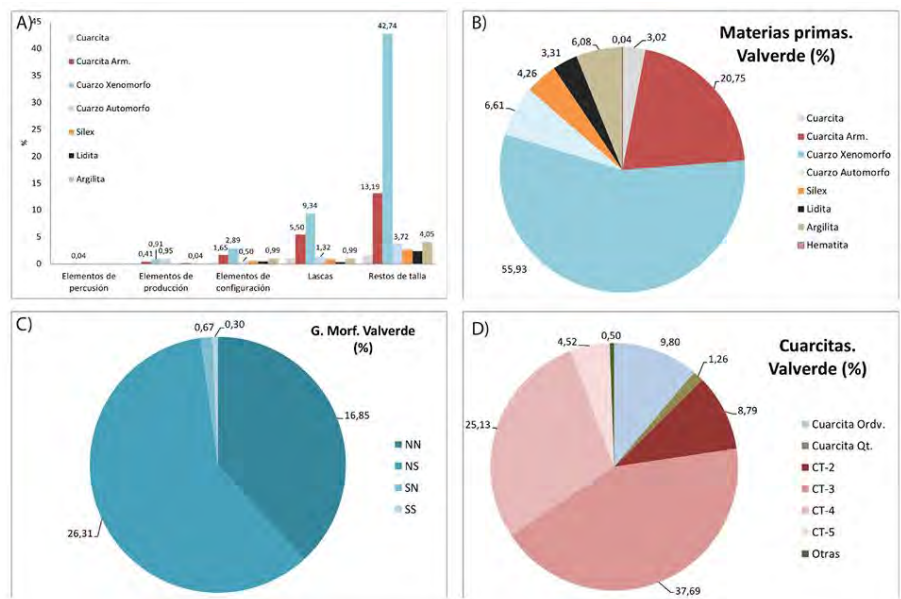 A)
45
40
35
30
25
20
15
10
5
0
%
Cuarcita
Cuarcita Arm.
Cuarzo Xenomorfo
Cuarzo Automorfo
Sílex
Lidita
Argilita
0,04
0,41
0,91
0,95
0,04
1,65
2,89
0,50
0,99
5,50
9,34
1,32
0,99
13,19
42,74
3,72
4,05
Elementos de percusión
Elementos de producción
Elementos de configuración
Lascas
Restos de talla
B)
Materias primas.
Valverde (%)
0,04
3,02
20,75
55,93
6,61
4,26
3,31
6,08
Cuarcita
Cuarcita Arm.
Cuarzo Xenomorfo
Cuarzo Automorfo
Sílex
Lidita
Argilita
Hematita
C)
G. Morf. Valverde
(%)
0,67
0,30
16,85
26,31
NN
NS
SN
SS
D)
Cuarcitas.
Valverde (%)
4,52
0,50
9,80
1,26
8,79
25,13
37,69
Cuarcita Ordv.
Cuarcita Qt.
CT-2
CT-3
CT-4
CT-5
Otras